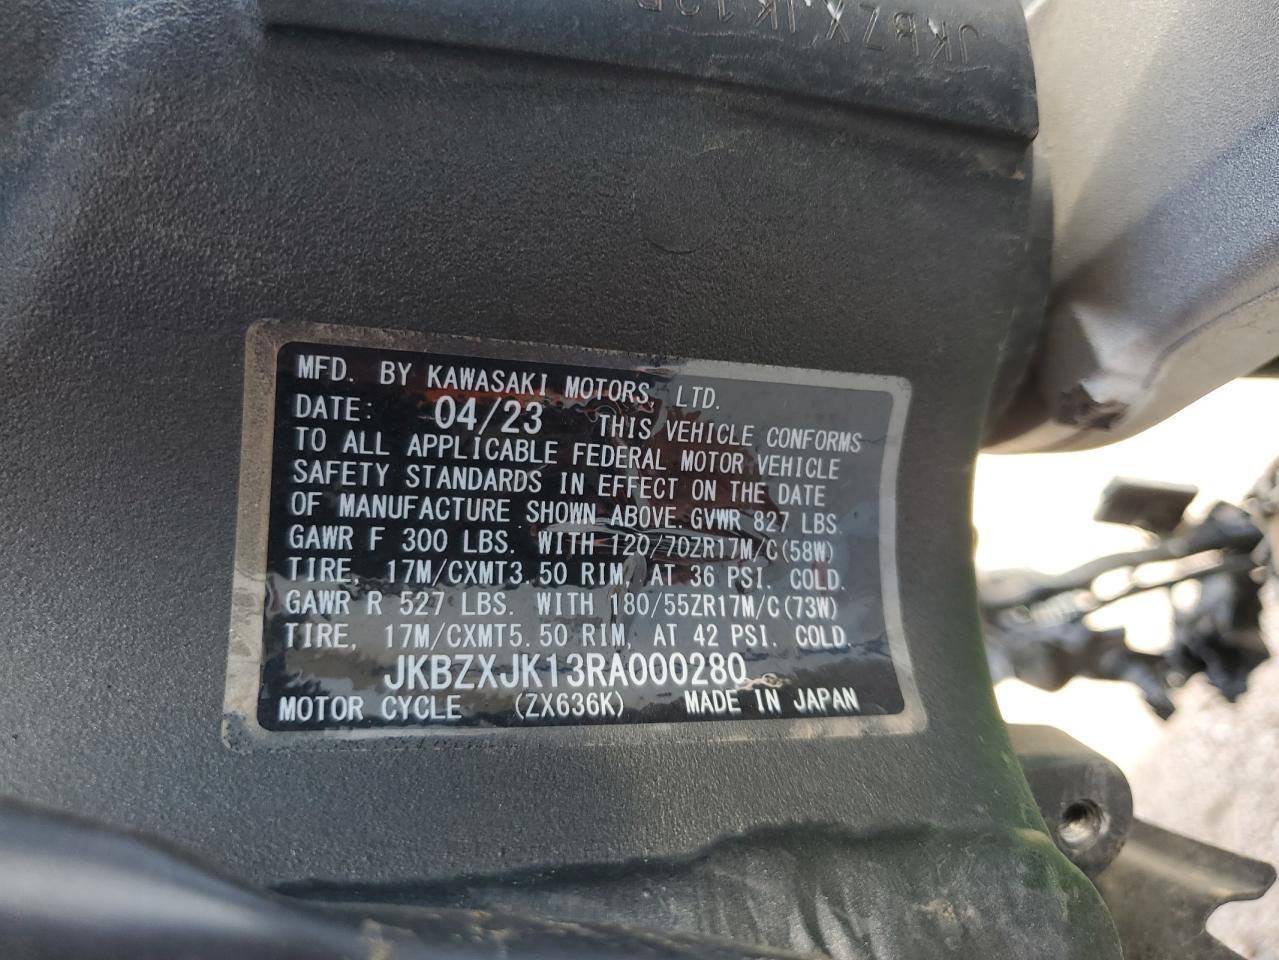 JKBZXJK13R
MFD. BY KAWASAKI MOTORS, LTD.
DATE: 04/23 THIS VEHICLE CONFORMS
TO ALL APPLICABLE FEDERAL MOTOR VEHICLE
SAFETY STANDARDS IN EFFECT ON THE DATE
OF MANUFACTURE SHOWN ABOVE. GVWR 827 LBS.
GAWR F 300 LBS. WITH 120/70ZR17M/C(58W)
TIRE, 17M/CXMT3.50 RIM, AT 36 PSI. COLD.
GAWR R 527 LBS. WITH 180/55ZR17M/C(73W)
TIRE, 17M/CXMT5.50 RIM, AT 42 PSI. COLD.
JKBZXJK13RA000280
MOTOR CYCLE (ZX636K) MADE IN JAPAN